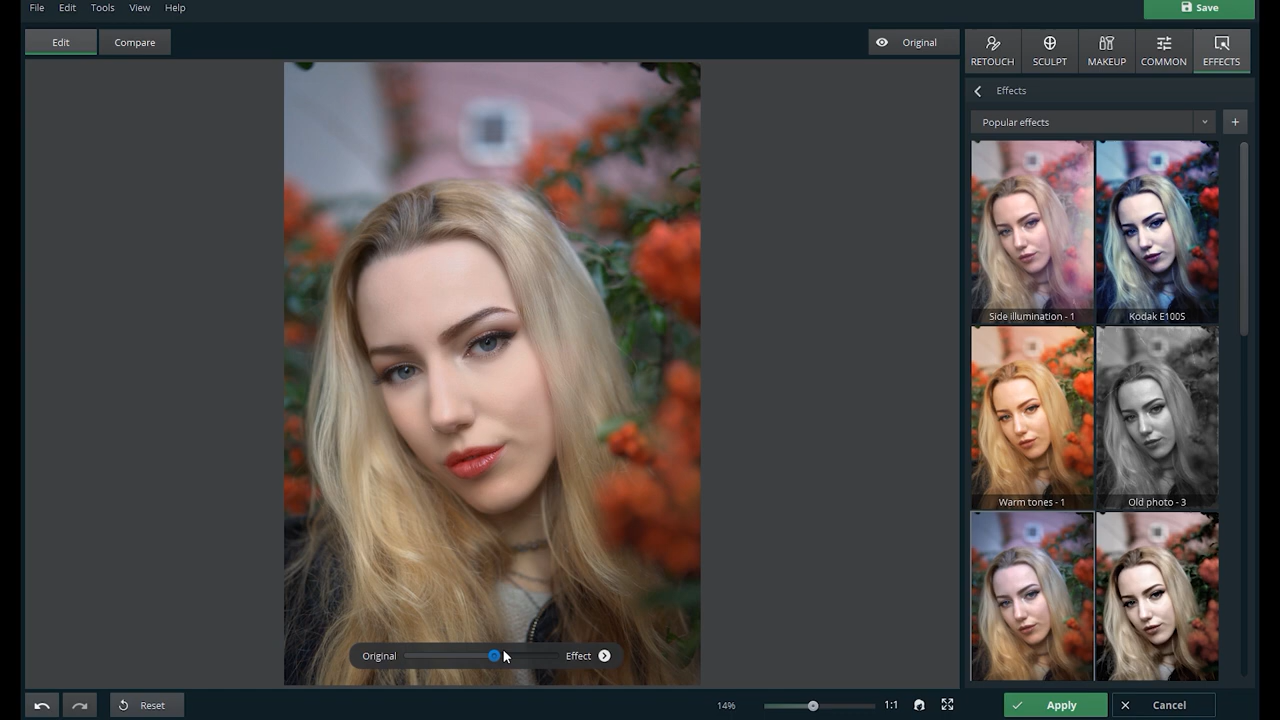 File Edit Tools View Help
Save
Edit Compare Original
RETOUCH SCULPT MAKEUP COMMON EFFECTS
Effects
Popular effects
Side illumination - 1 Kodak E100S
Warm tones - 1 Old photo - 3
Original Effect
Reset 14% 1:1 Apply Cancel